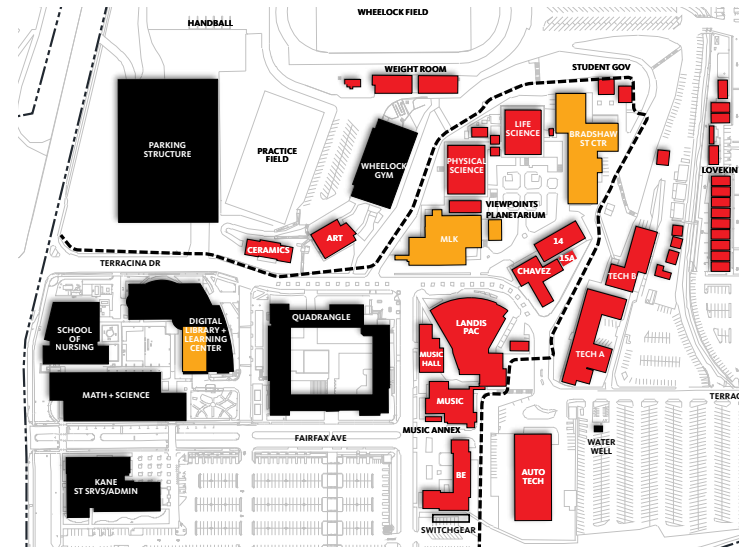 WHEELOCK FIELD
HANDBALL
WEIGHT ROOM
STUDENT GOV
LIFE
SCIENCE
BRADSHAW
ST CTR
PARKING
STRUCTURE
PRACTICE
FIELD
WHEELOCK
GYM
PHYSICAL
SCIENCE
LOVEKIN
VIEWPOINTS
PLANETARIUM
CERAMICS
ART
MLK
14
15A
CHAVEZ
TERRACINA DR
TECH B
SCHOOL
OF
NURSING
DIGITAL
LIBRARY +
LEARNING
CENTER
QUADRANGLE
LANDIS
PAC
MUSIC
HALL
TECH A
MATH + SCIENCE
MUSIC
TERRAC
MUSIC ANNEX
FAIRFAX AVE
WATER
WELL
KANE
ST SRVS/ADMIN
BE
AUTO
TECH
SWITCHGEAR